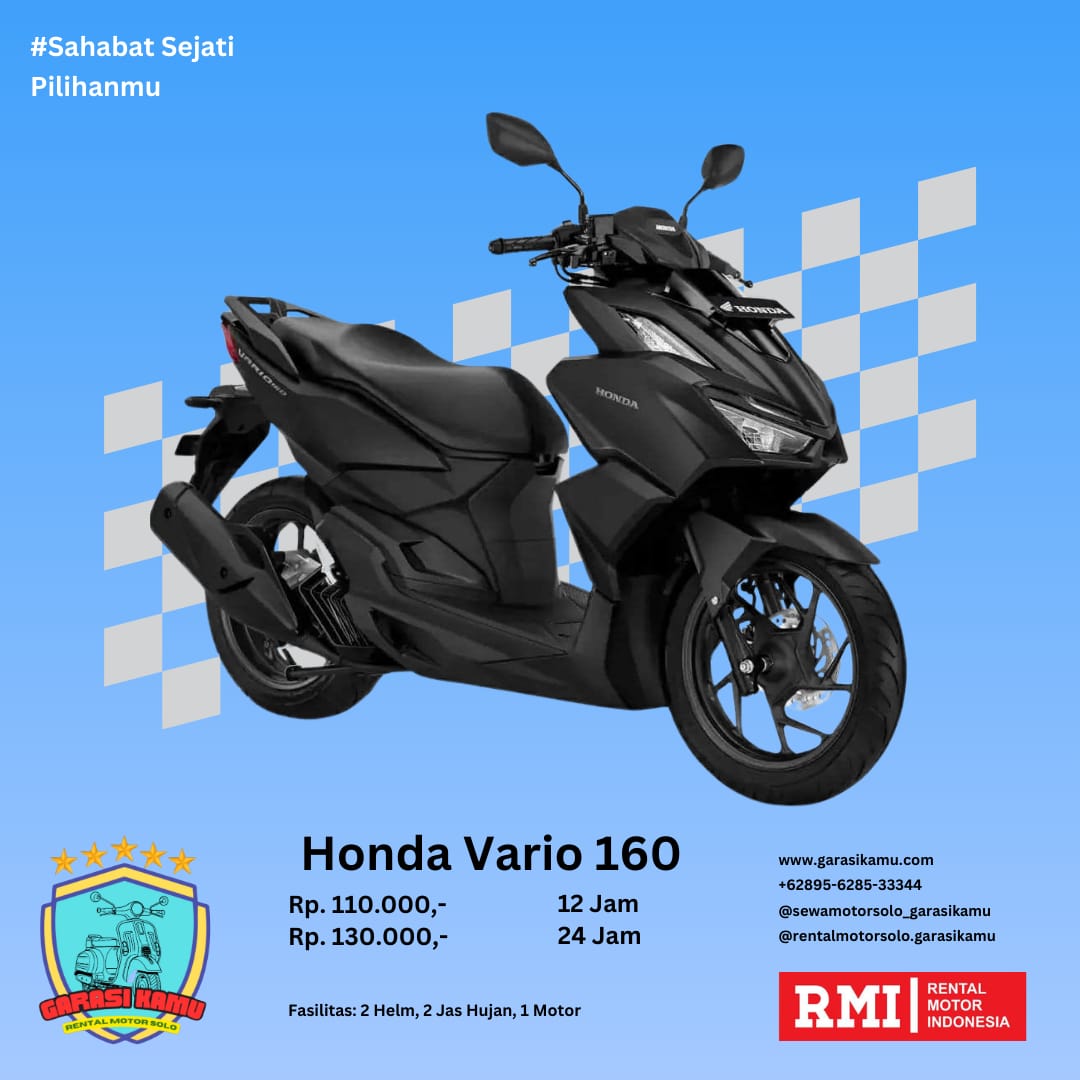 #Sahabat Sejati
Pilihanmu
HONDA
HONDA
HONDA
VARIO160
Honda Vario 160
Rp. 110.000,- 12 Jam
Rp. 130.000,- 24 Jam
Fasilitas: 2 Helm, 2 Jas Hujan, 1 Motor
www.garasikamu.com
+62895-6285-33344
@sewamotorsolo_garasikamu
@rentalmotorsolo.garasikamu
GARASI KAMU
RENTAL MOTOR SOLO
RMI
RENTAL
MOTOR
INDONESIA